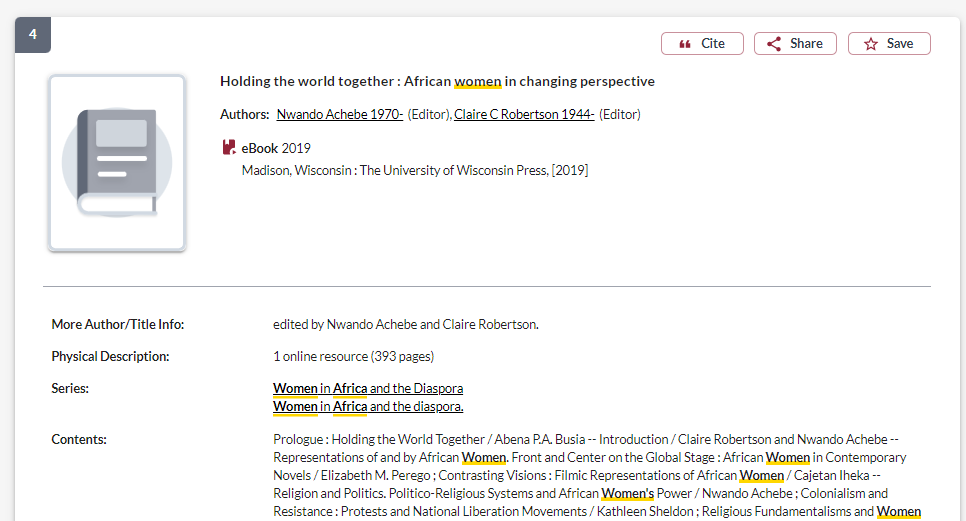 4
Cite Share Save
Holding the world together : African women in changing perspective
Authors: Nwando Achebe 1970- (Editor), Claire C Robertson 1944- (Editor)
eBook 2019
Madison, Wisconsin : The University of Wisconsin Press, [2019]
More Author/Title Info: edited by Nwando Achebe and Claire Robertson.
Physical Description: 1 online resource (393 pages)
Series: Women in Africa and the Diaspora
Women in Africa and the diaspora.
Contents: Prologue : Holding the World Together / Abena P.A. Busia -- Introduction / Claire Robertson and Nwando Achebe --
Representations of and by African Women. Front and Center on the Global Stage : African Women in Contemporary
Novels / Elizabeth M. Perego ; Contrasting Visions : Filmic Representations of African Women / Cajetan Iheka --
Religion and Politics. Politico-Religious Systems and African Women's Power / Nwando Achebe ; Colonialism and
Resistance : Protests and National Liberation Movements / Kathleen Sheldon ; Religious Fundamentalisms and Women